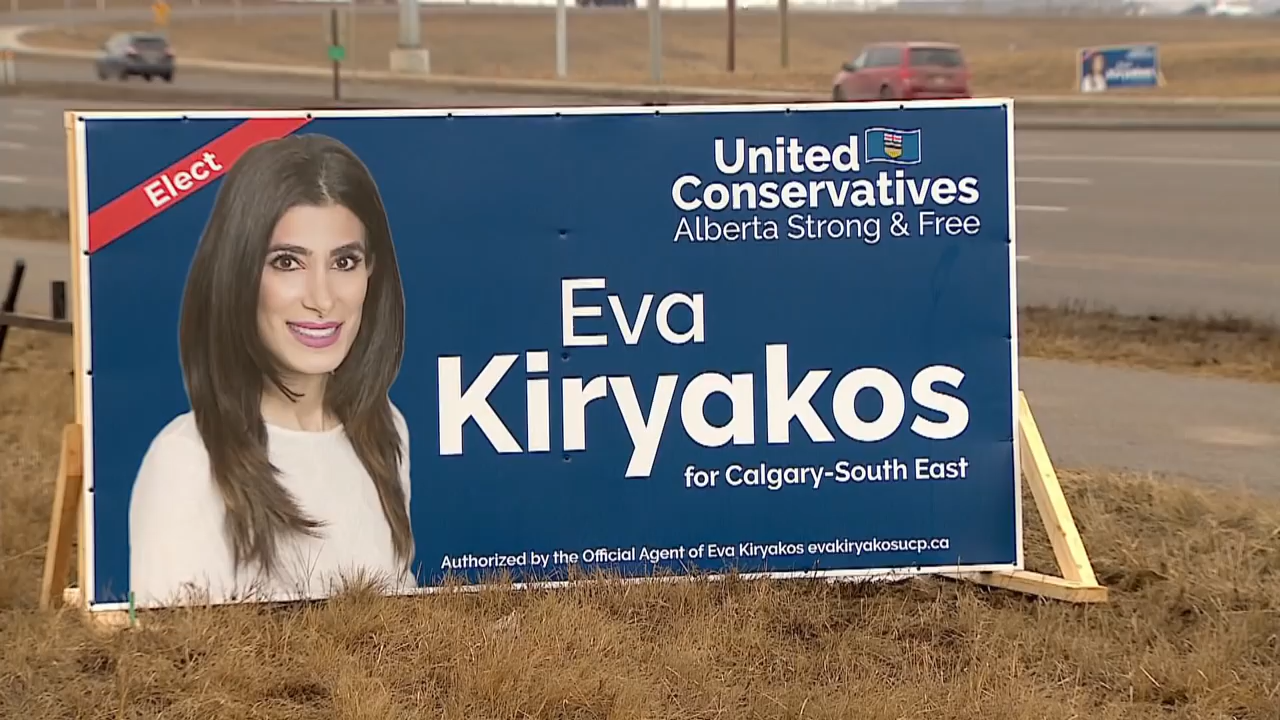 Elect
United
Conservatives
Alberta Strong & Free
Eva
Kiryakos
for Calgary-South East
Authorized by the Official Agent of Eva Kiryakos evakiryakosucp.ca